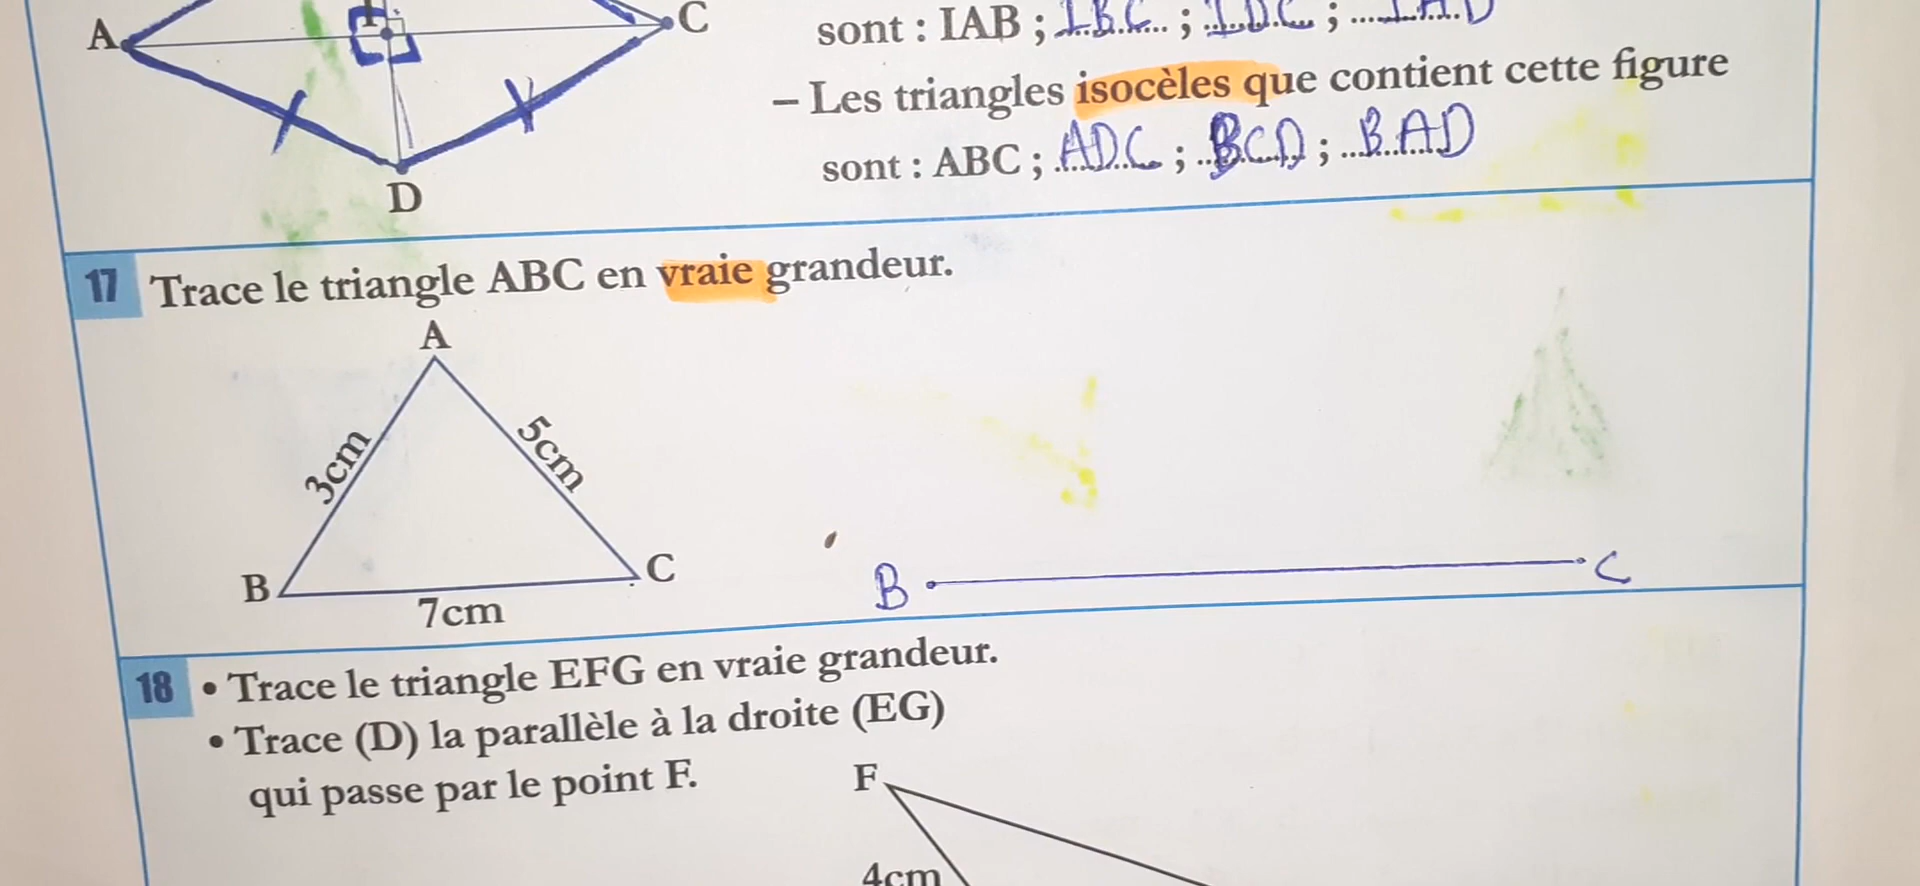 A
C
sont : IAB ; IBC ; IDC ; IAD
– Les triangles isocèles que contient cette figure
sont : ABC ; ADC ; BCD ; BAD
D
17 Trace le triangle ABC en vraie grandeur.
A
3cm
5cm
B
C
7cm
B
C
18 • Trace le triangle EFG en vraie grandeur.
• Trace (D) la parallèle à la droite (EG)
qui passe par le point F.
F
4cm